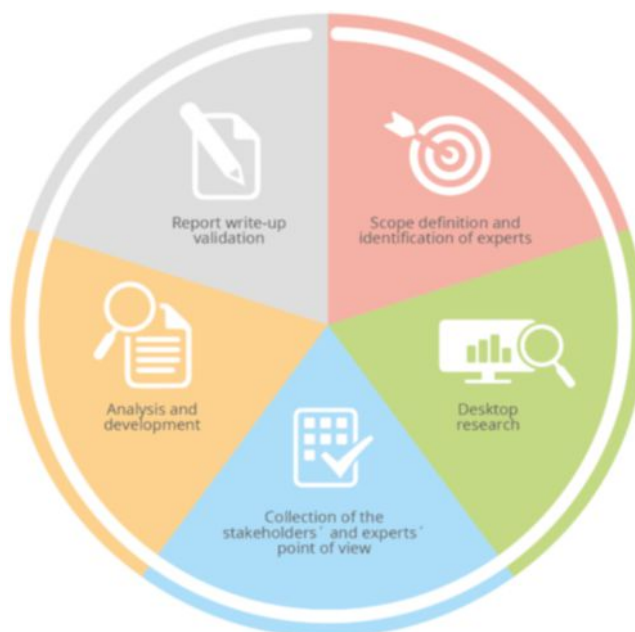 Report write-up
validation
Scope definition and
identification of experts
Desktop
research
Collection of the
stakeholders´ and experts´
point of view
Analysis and
development